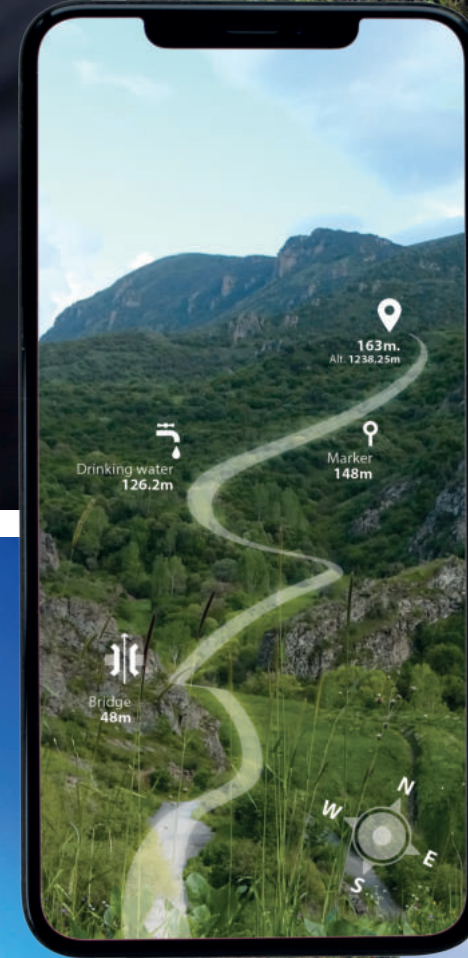 163m.
Alt. 1238,25m
Drinking water
126.2m
Marker
148m
Bridge
48m
N
W
E
S